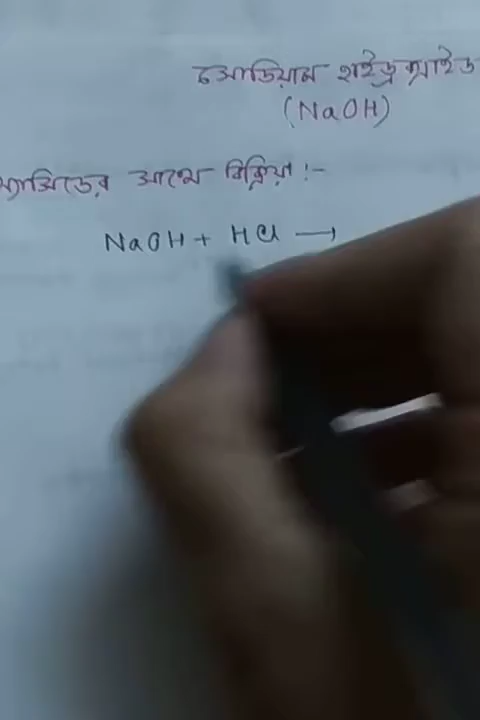 সোডিয়াম হাইড্রক্সাইড
(NaOH)
অ্যাসিডের সাথে বিক্রিয়া :-
NaOH + HCl →